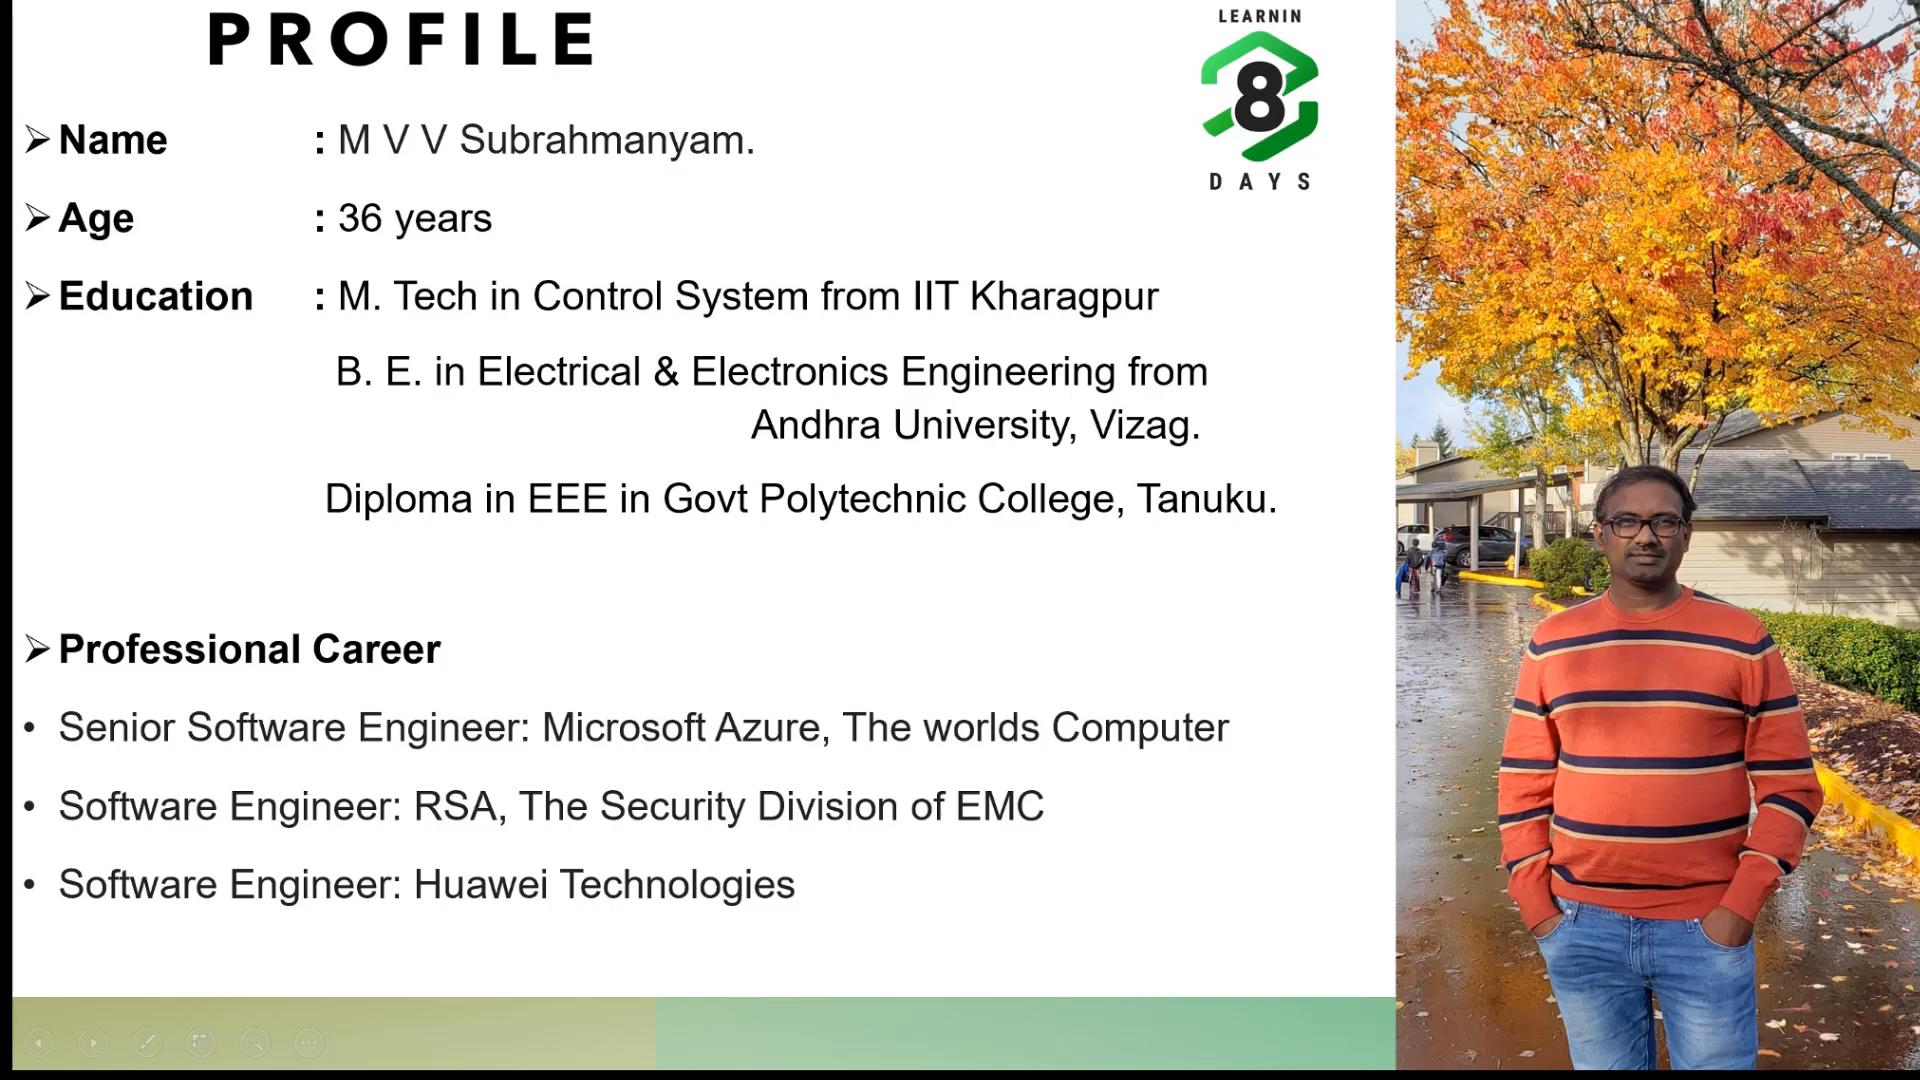 PROFILE
LEARNIN
8
DAYS
➢ Name : M V V Subrahmanyam.
➢ Age : 36 years
➢ Education : M. Tech in Control System from IIT Kharagpur
B. E. in Electrical & Electronics Engineering from
Andhra University, Vizag.
Diploma in EEE in Govt Polytechnic College, Tanuku.
➢ Professional Career
• Senior Software Engineer: Microsoft Azure, The worlds Computer
• Software Engineer: RSA, The Security Division of EMC
• Software Engineer: Huawei Technologies